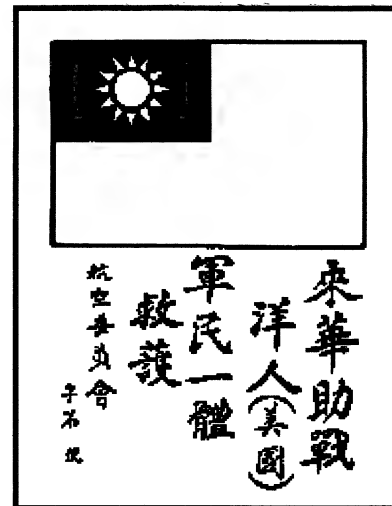 來華助戰
洋人(美國)
軍民一體
救護
航空委員會